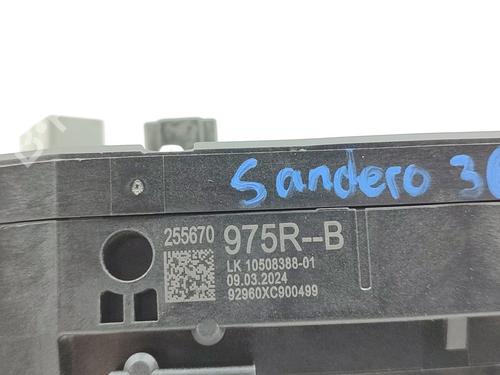 Sandero 3
255670 975R--B
LK 10508388-01
09.03.2024
92960XC900499